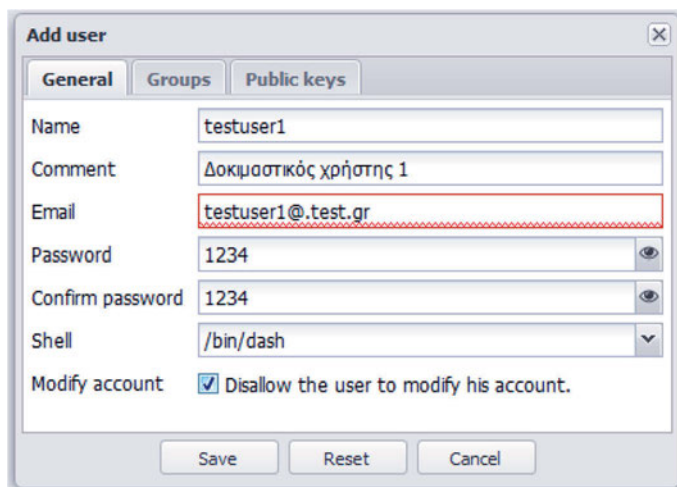 Add user
General Groups Public keys
Name testuser1
Comment Δοκιμαστικός χρήστης 1
Email testuser1@.test.gr
Password 1234
Confirm password 1234
Shell /bin/dash
Modify account Disallow the user to modify his account.
Save Reset Cancel